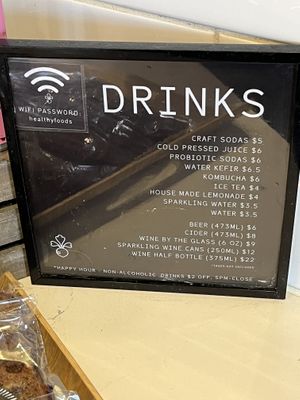 WIFI PASSWORD:
healthyfoods
DRINKS
CRAFT SODAS $5
COLD PRESSED JUICE $6
PROBIOTIC SODAS $6
WATER KEFIR $6.5
KOMBUCHA $6
ICE TEA $4
HOUSE MADE LEMONADE $4
SPARKLING WATER $3.5
WATER $3.5
BEER (473ML) $6
CIDER (473ML) $8
WINE BY THE GLASS (6 OZ) $9
SPARKLING WINE CANS (250ML) $12
WINE HALF BOTTLE (375ML) $22
*TAXES NOT INCLUDED
"HAPPY HOUR" NON-ALCOHOLIC DRINKS $2 OFF, 5PM-CLOSE